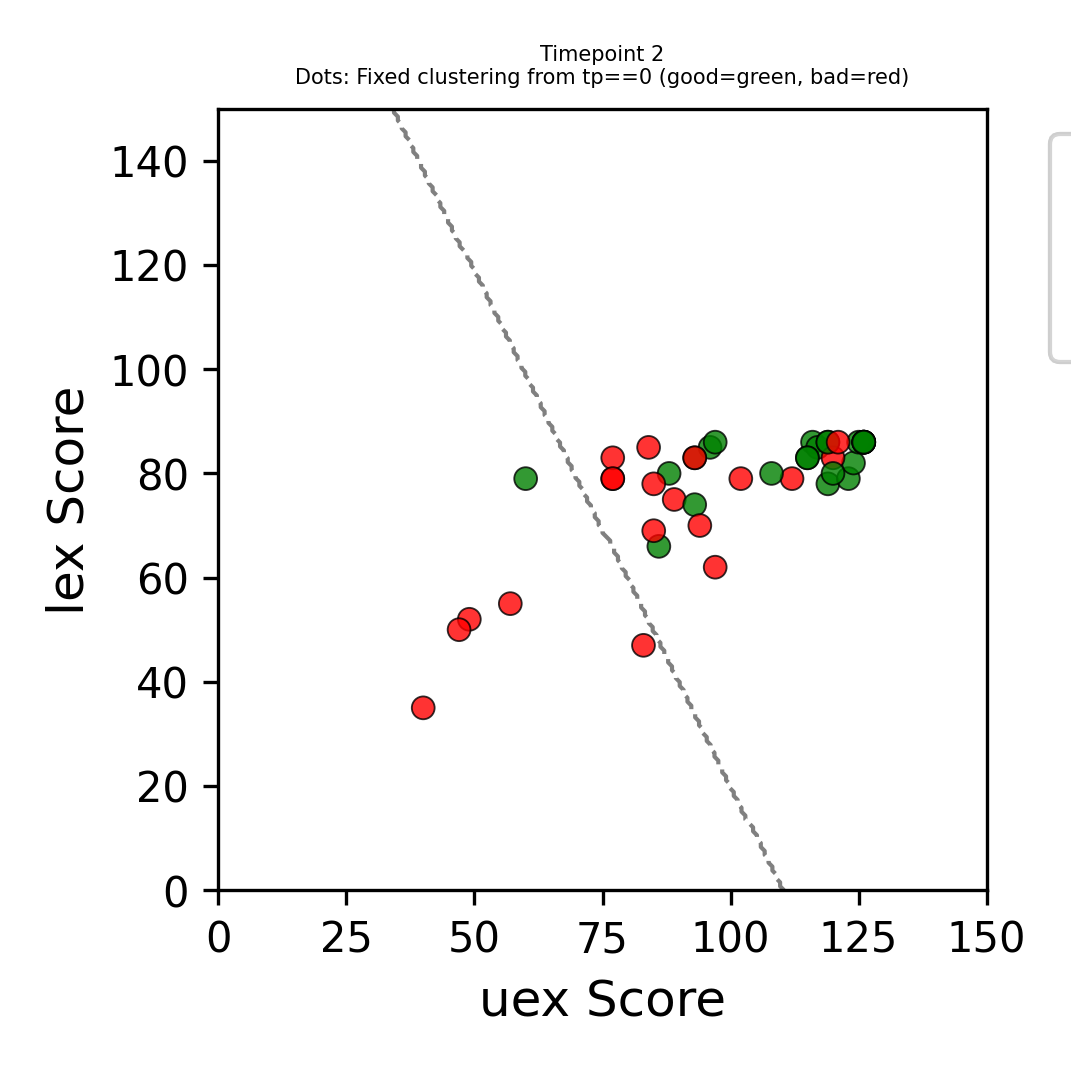 Timepoint 2
Dots: Fixed clustering from tp==0 (good=green, bad=red)
140
120
100
80
60
40
20
0
lex Score
0 25 50 75 100 125 150
uex Score